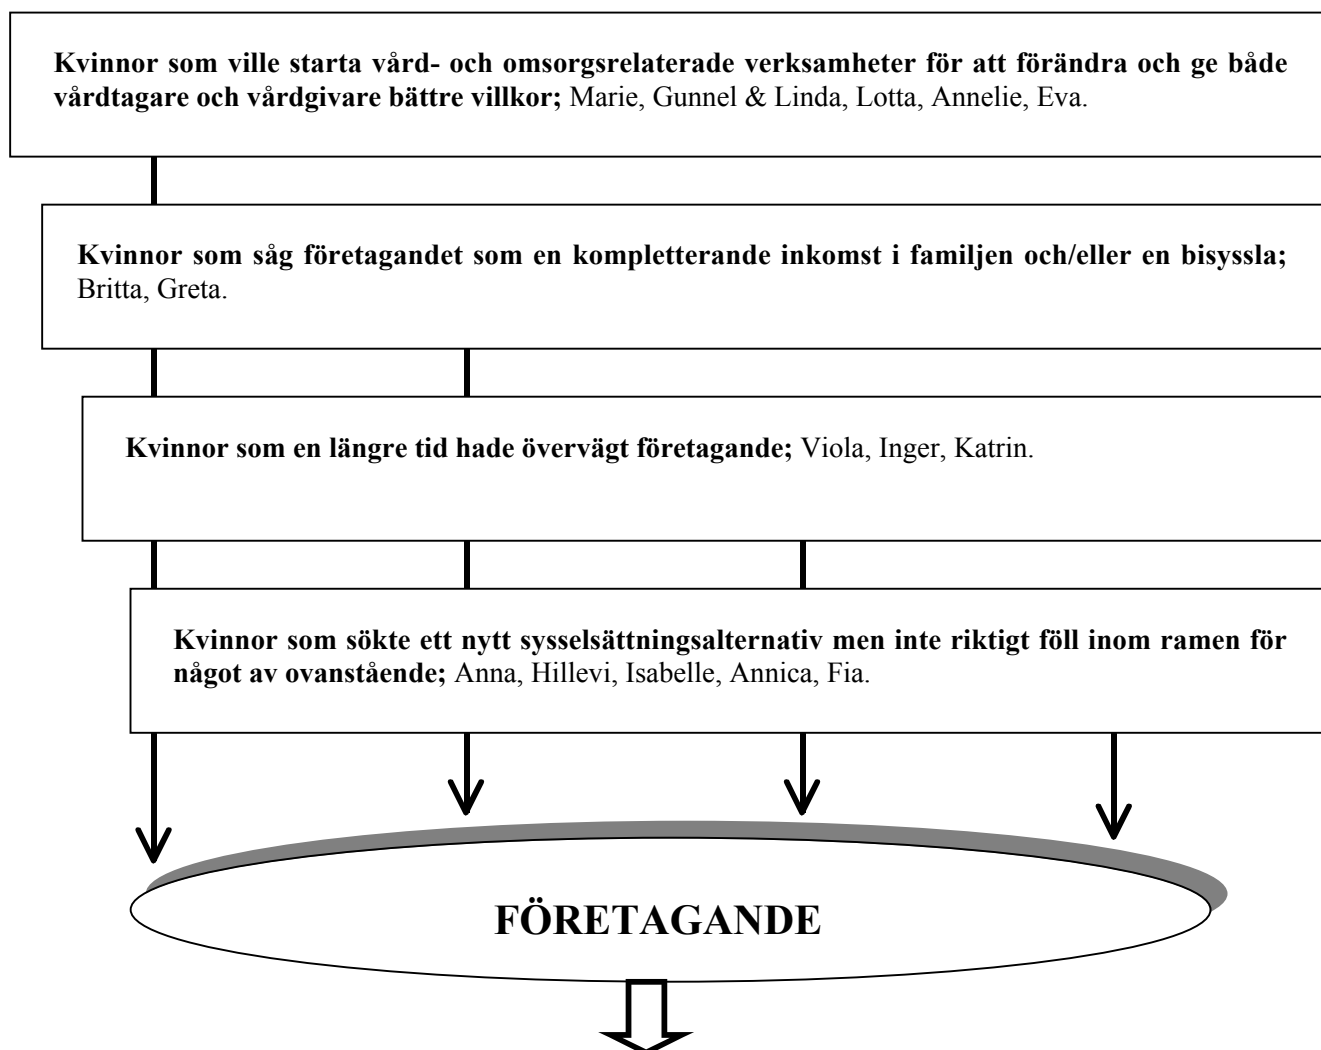 Kvinnor som ville starta vård- och omsorgsrelaterade verksamheter för att förändra och ge både
vårdtagare och vårdgivare bättre villkor; Marie, Gunnel & Linda, Lotta, Annelie, Eva.
Kvinnor som såg företagandet som en kompletterande inkomst i familjen och/eller en bisyssla;
Britta, Greta.
Kvinnor som en längre tid hade övervägt företagande; Viola, Inger, Katrin.
Kvinnor som sökte ett nytt sysselsättningsalternativ men inte riktigt föll inom ramen för
något av ovanstående; Anna, Hillevi, Isabelle, Annica, Fia.
FÖRETAGANDE